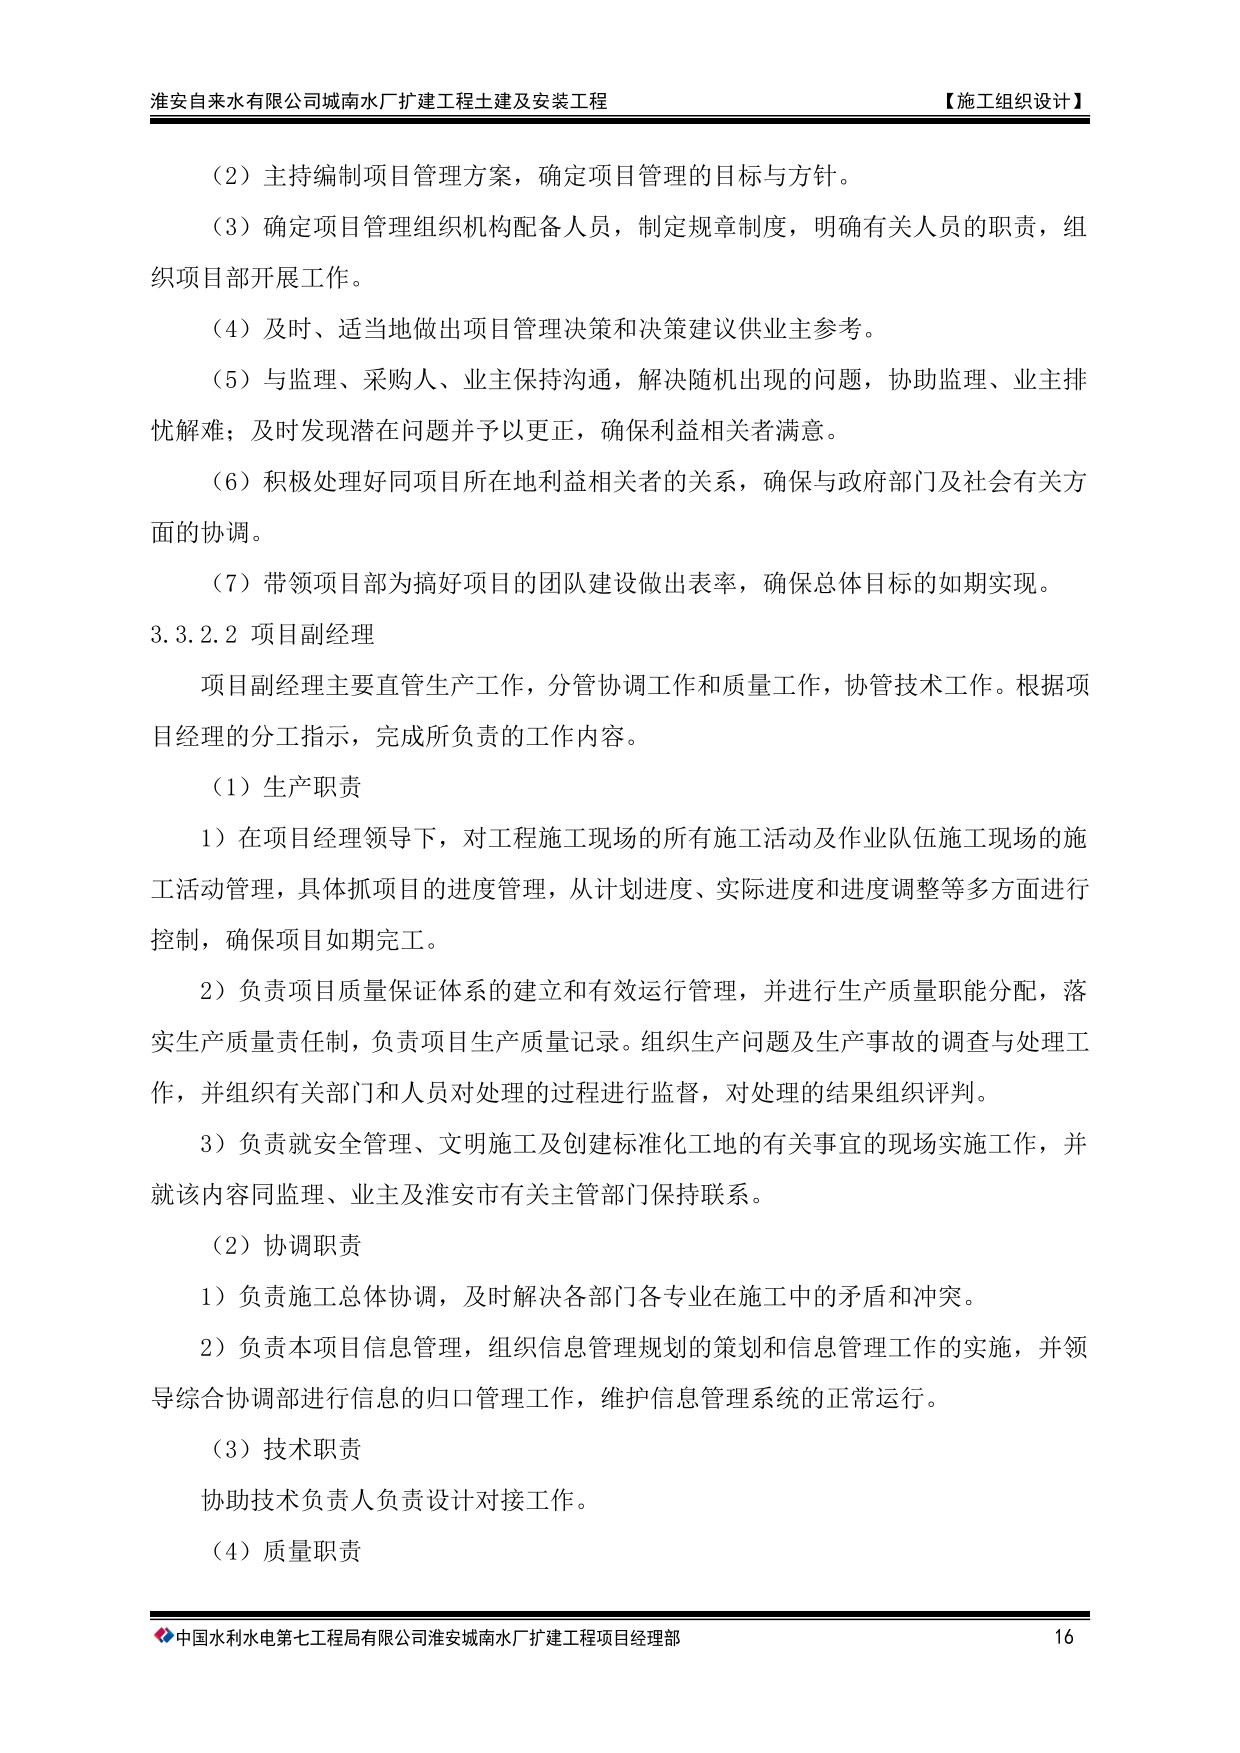 淮安自来水有限公司城南水厂扩建工程土建及安装工程 【施工组织设计】
（2）主持编制项目管理方案，确定项目管理的目标与方针。
（3）确定项目管理组织机构配备人员，制定规章制度，明确有关人员的职责，组
织项目部开展工作。
（4）及时、适当地做出项目管理决策和决策建议供业主参考。
（5）与监理、采购人、业主保持沟通，解决随机出现的问题，协助监理、业主排
忧解难；及时发现潜在问题并予以更正，确保利益相关者满意。
（6）积极处理好同项目所在地利益相关者的关系，确保与政府部门及社会有关方
面的协调。
（7）带领项目部为搞好项目的团队建设做出表率，确保总体目标的如期实现。
3.3.2.2 项目副经理
项目副经理主要直管生产工作，分管协调工作和质量工作，协管技术工作。根据项
目经理的分工指示，完成所负责的工作内容。
（1）生产职责
1）在项目经理领导下，对工程施工现场的所有施工活动及作业队伍施工现场的施
工活动管理，具体抓项目的进度管理，从计划进度、实际进度和进度调整等多方面进行
控制，确保项目如期完工。
2）负责项目质量保证体系的建立和有效运行管理，并进行生产质量职能分配，落
实生产质量责任制，负责项目生产质量记录。组织生产问题及生产事故的调查与处理工
作，并组织有关部门和人员对处理的过程进行监督，对处理的结果组织评判。
3）负责就安全管理、文明施工及创建标准化工地的有关事宜的现场实施工作，并
就该内容同监理、业主及淮安市有关主管部门保持联系。
（2）协调职责
1）负责施工总体协调，及时解决各部门各专业在施工中的矛盾和冲突。
2）负责本项目信息管理，组织信息管理规划的策划和信息管理工作的实施，并领
导综合协调部进行信息的归口管理工作，维护信息管理系统的正常运行。
（3）技术职责
协助技术负责人负责设计对接工作。
（4）质量职责
中国水利水电第七工程局有限公司淮安城南水厂扩建工程项目经理部 16